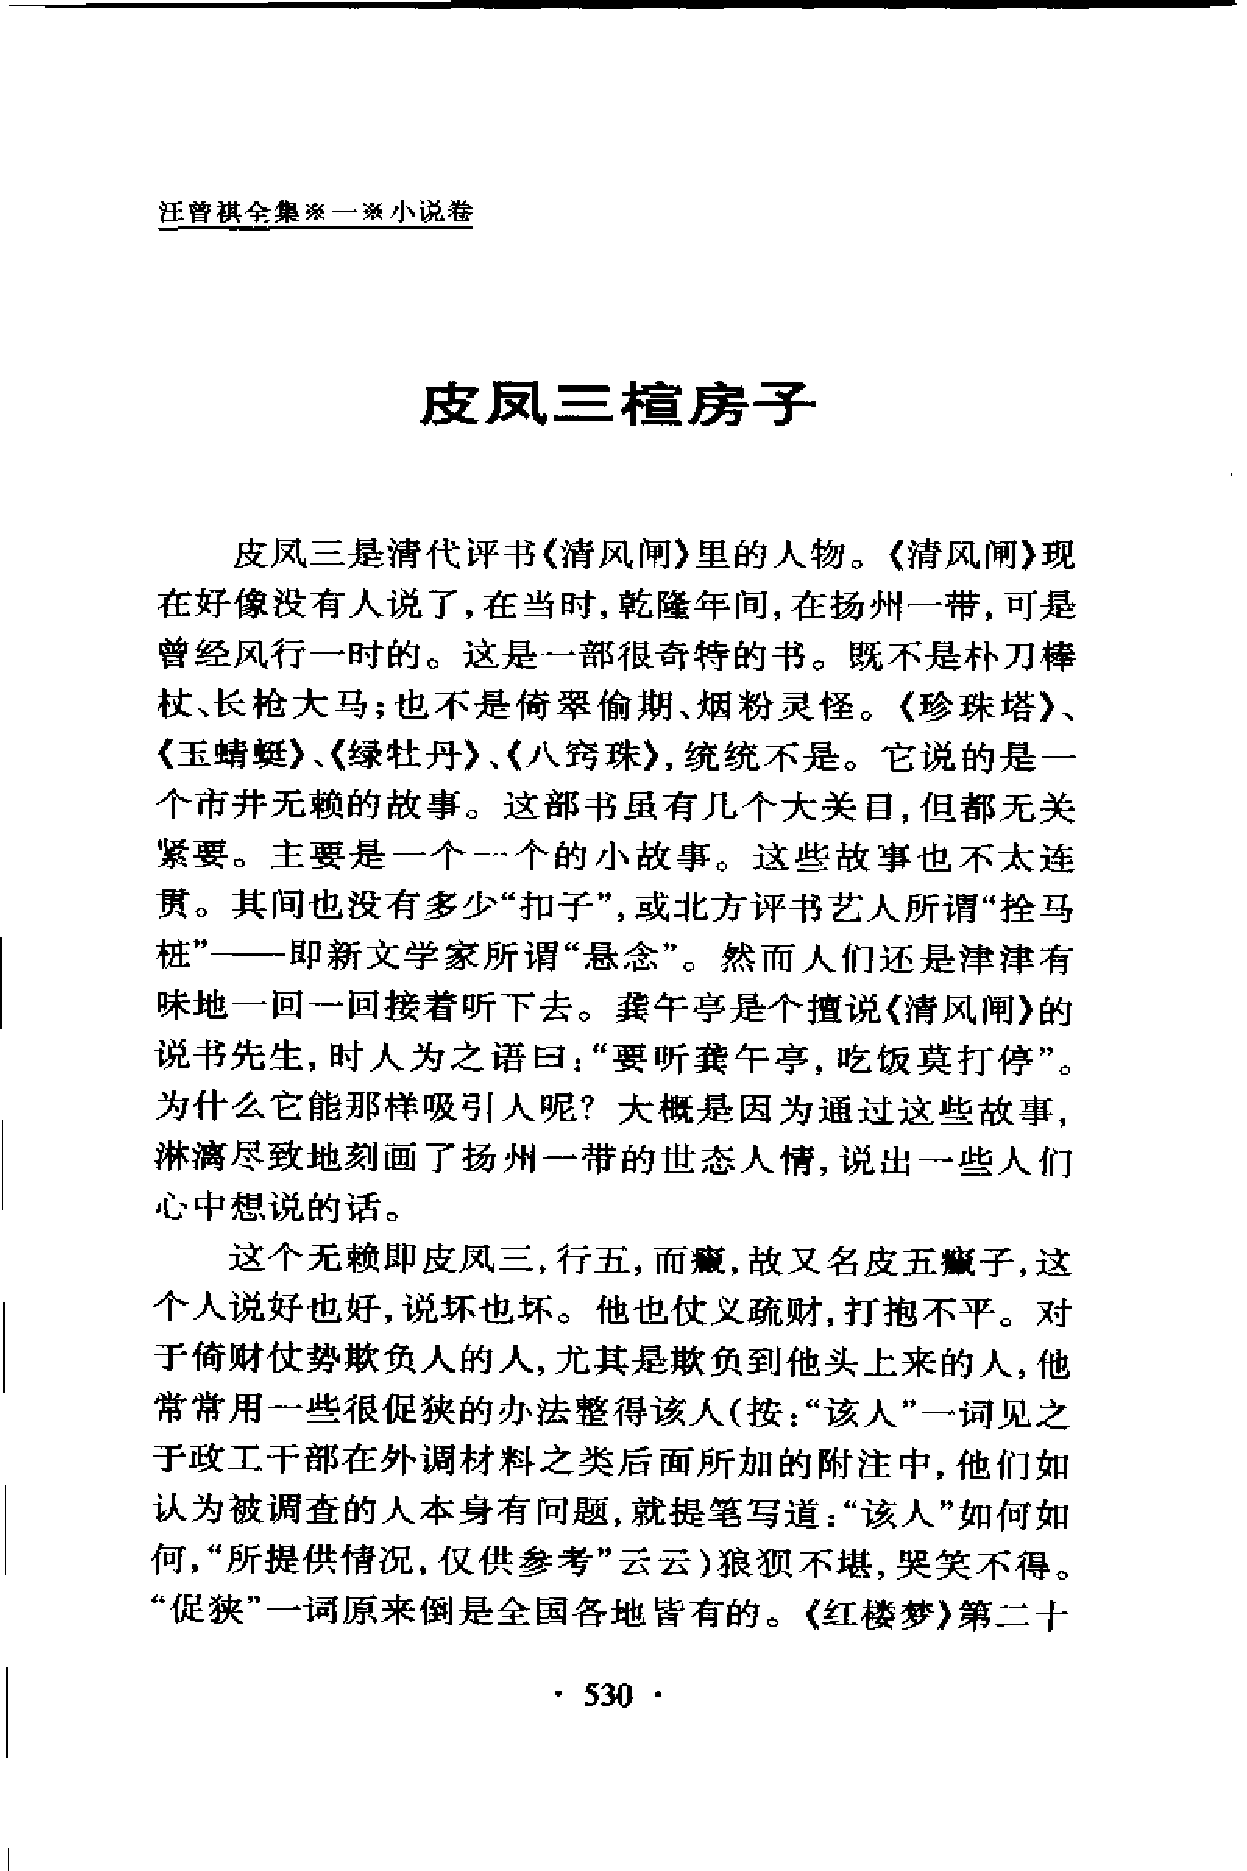 汪曾祺全集※一※小说卷
皮凤三楦房子
皮凤三是清代评书《清风闸》里的人物。《清风闸》现
在好像没有人说了,在当时,乾隆年间,在扬州一带,可是
曾经风行一时的。这是一部很奇特的书。既不是朴刀棒
杖、长枪大马;也不是倚翠偷期、烟粉灵怪。《珍珠塔》、
《玉蜻蜓》、《绿牡丹》、《八窍珠》,统统不是。它说的是一
个市井无赖的故事。这部书虽有几个大关目,但都无关
紧要。主要是一个一个的小故事。这些故事也不太连
贯。其间也没有多少“扣子”,或北方评书艺人所谓“拴马
桩”——即新文学家所谓“悬念”。然而人们还是津津有
味地一回一回接着听下去。龚午亭是个擅说《清风闸》的
说书先生,时人为之语曰:“要听龚午亭,吃饭莫打停”。
为什么它能那样吸引人呢?大概是因为通过这些故事,
淋漓尽致地刻画了扬州一带的世态人情,说出一些人们
心中想说的话。
这个无赖即皮凤三,行五,而癞,故又名皮五癞子,这
个人说好也好,说坏也坏。他也仗义疏财,打抱不平。对
于倚财仗势欺负人的人,尤其是欺负到他头上来的人,他
常常用一些很促狭的办法整得该人(按:“该人”一词见之
于政工干部在外调材料之类后面所加的附注中,他们如
认为被调查的人本身有问题,就提笔写道:“该人”如何如
何,“所提供情况,仅供参考”云云)狼狈不堪,哭笑不得。
“促狭”一词原来倒是全国各地皆有的。《红楼梦》第二十
· 530 ·